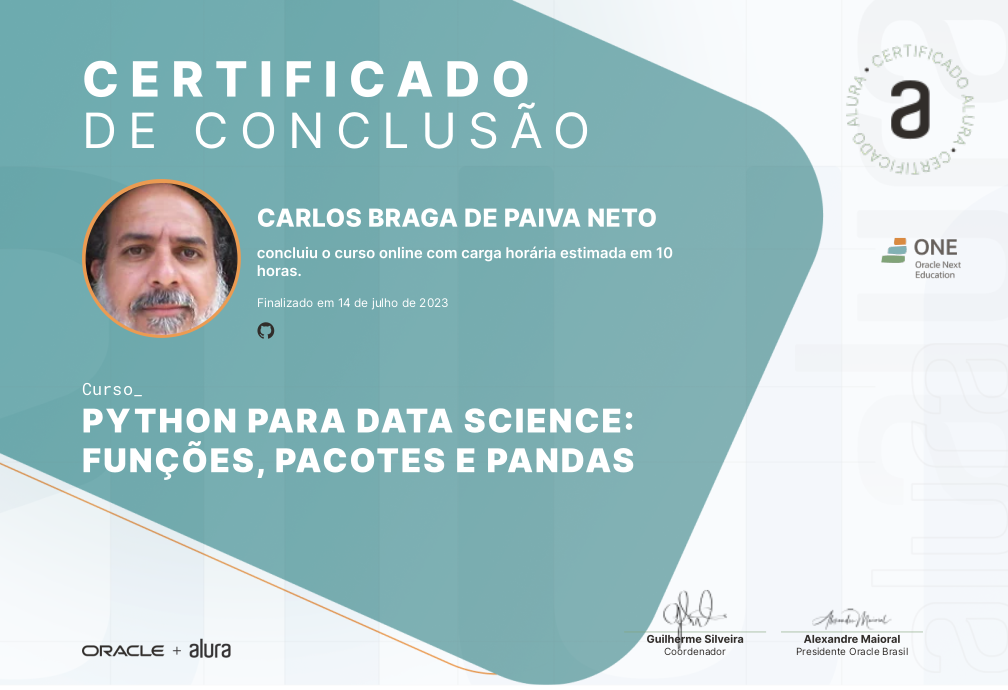 CERTIFICADO
DE CONCLUSÃO
CERTIFICADO ALURA • CERTIFICADO ALURA •
a
CARLOS BRAGA DE PAIVA NETO
concluiu o curso online com carga horária estimada em 10
horas.
Finalizado em 14 de julho de 2023
ONE
Oracle Next
Education
Curso_
PYTHON PARA DATA SCIENCE:
FUNÇÕES, PACOTES E PANDAS
ORACLE + alura
Guilherme Silveira
Coordenador
Alexandre Maioral
Presidente Oracle Brasil
alura